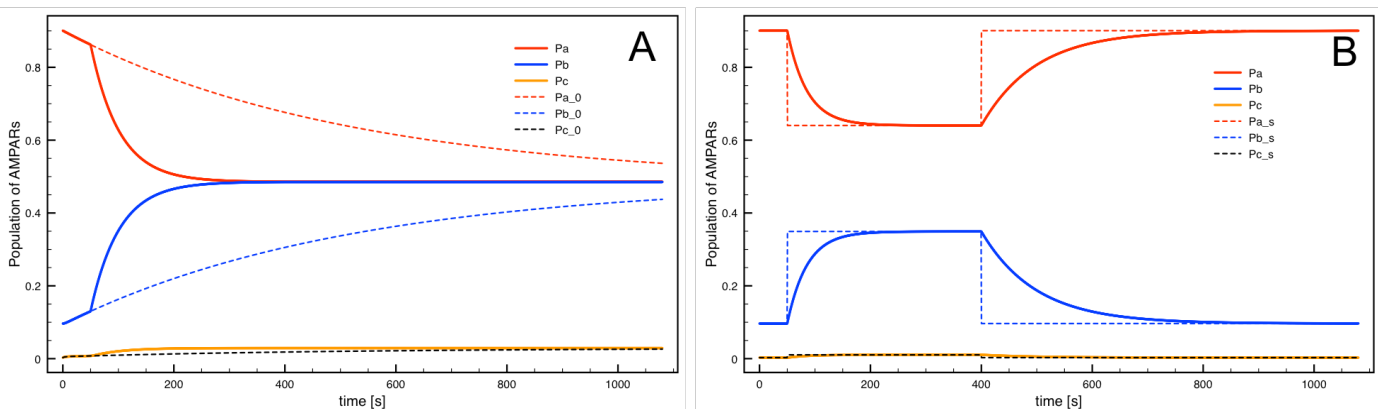 A
Pa
Pb
Pc
Pa_0
Pb_0
Pc_0
Population of AMPARs
0.8
0.6
0.4
0.2
0
0 200 400 600 800 1000
time [s]
B
Pa
Pb
Pc
Pa_s
Pb_s
Pc_s
Population of AMPARs
0.8
0.6
0.4
0.2
0
0 200 400 600 800 1000
time [s]